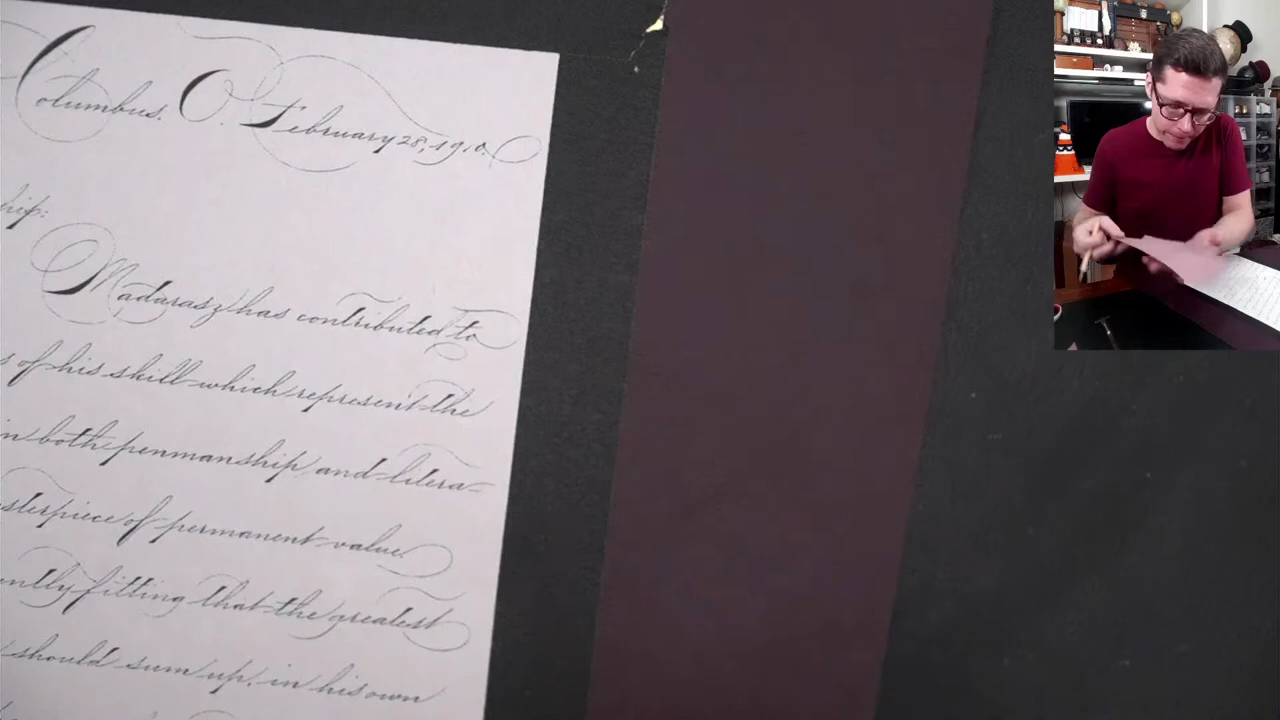 Columbus, O. February 28, 1910.
hip:
Madarasz has contributed to
s of his skill which represent the
in both penmanship and litera-
sterpiece of permanent value.
ently fitting that the greatest
should sum up, in his own